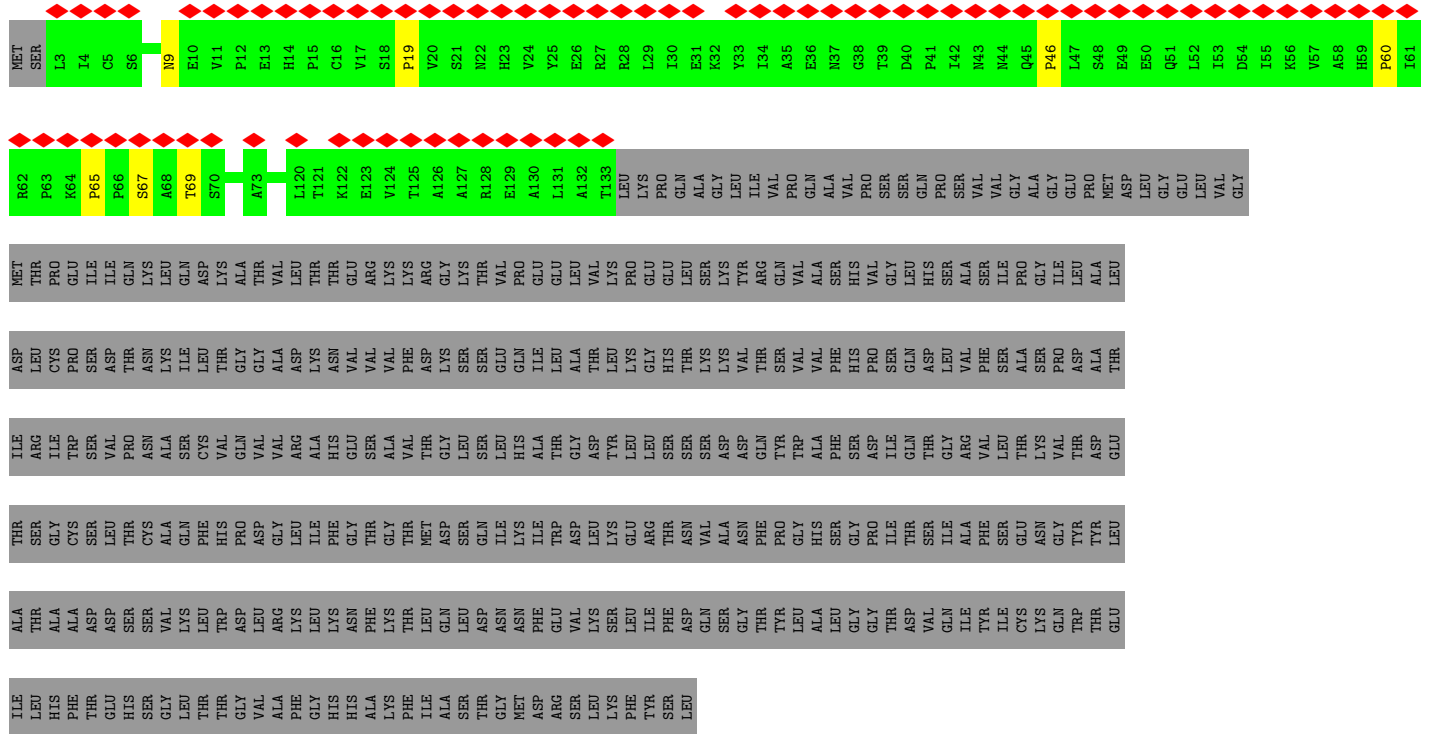 MET SER L3 I4 C5 S6 N9 E10 V11 P12 E13 H14 P15 C16 V17 S18 P19 V20 S21 N22 H23 V24 Y25 E26 R27 R28 L29 I30 E31 K32 Y33 I34 A35 E36 N37 G38 T39 D40 P41 I42 N43 N44 Q45 P46 L47 S48 E49 E50 Q51 L52 I53 D54 I55 K56 V57 A58 H59 P60 I61
R62 P63 K64 P65 P66 S67 A68 T69 S70 A73 L120 T121 K122 E123 V124 T125 A126 A127 R128 E129 A130 L131 A132 T133 LEU LYS PRO GLN ALA GLY LEU ILE VAL PRO GLN ALA VAL PRO SER SER GLN PRO SER VAL VAL GLY ALA GLY GLU PRO MET ASP LEU GLY GLU LEU VAL GLY
MET THR PRO GLU ILE ILE GLN LYS LEU GLN ASP LYS ALA THR VAL LEU THR THR GLU ARG LYS LYS ARG GLY LYS THR VAL PRO GLU GLU LEU VAL LYS PRO GLU GLU LEU SER LYS TYR ARG GLN VAL ALA SER HIS VAL GLY LEU HIS SER ALA SER ILE PRO GLY ILE LEU ALA LEU
ASP LEU CYS PRO SER ASP THR ASN LYS ILE LEU THR GLY GLY ALA ASP LYS ASN VAL VAL VAL PHE ASP LYS SER SER GLU GLN ILE LEU ALA THR LEU LYS GLY HIS THR LYS LYS VAL THR SER VAL VAL PHE HIS PRO SER GLN ASP LEU VAL PHE SER ALA SER PRO ASP ALA THR
ILE ARG ILE TRP SER VAL PRO ASN ALA SER CYS VAL GLN VAL VAL ARG ALA HIS GLU SER ALA VAL THR GLY LEU SER LEU HIS ALA THR GLY ASP TYR LEU LEU SER SER SER ASP ASP GLN TYR TRP ALA PHE SER ASP ILE GLN THR GLY ARG VAL LEU THR LYS VAL THR ASP GLU
THR SER GLY CYS SER LEU THR CYS ALA GLN PHE HIS PRO ASP GLY LEU ILE PHE GLY THR GLY THR MET ASP SER GLN ILE LYS ILE TRP ASP LEU LYS GLU ARG THR ASN VAL ALA ASN PHE PRO GLY HIS SER GLY PRO ILE THR SER ILE ALA PHE SER GLU ASN GLY TYR TYR LEU
ALA THR ALA ALA ASP ASP SER SER VAL LYS LEU TRP ASP LEU ARG LYS LEU LYS ASN PHE LYS THR LEU GLN LEU ASP ASN ASN PHE GLU VAL LYS SER LEU ILE PHE ASP GLN SER GLY THR TYR LEU ALA LEU GLY GLY THR ASP VAL GLN ILE TYR ILE CYS LYS GLN TRP THR GLU
ILE LEU HIS PHE THR GLU HIS SER GLY LEU THR THR GLY VAL ALA PHE GLY HIS HIS ALA LYS PHE ILE ALA SER THR GLY MET ASP ARG SER LEU LYS PHE TYR SER LEU